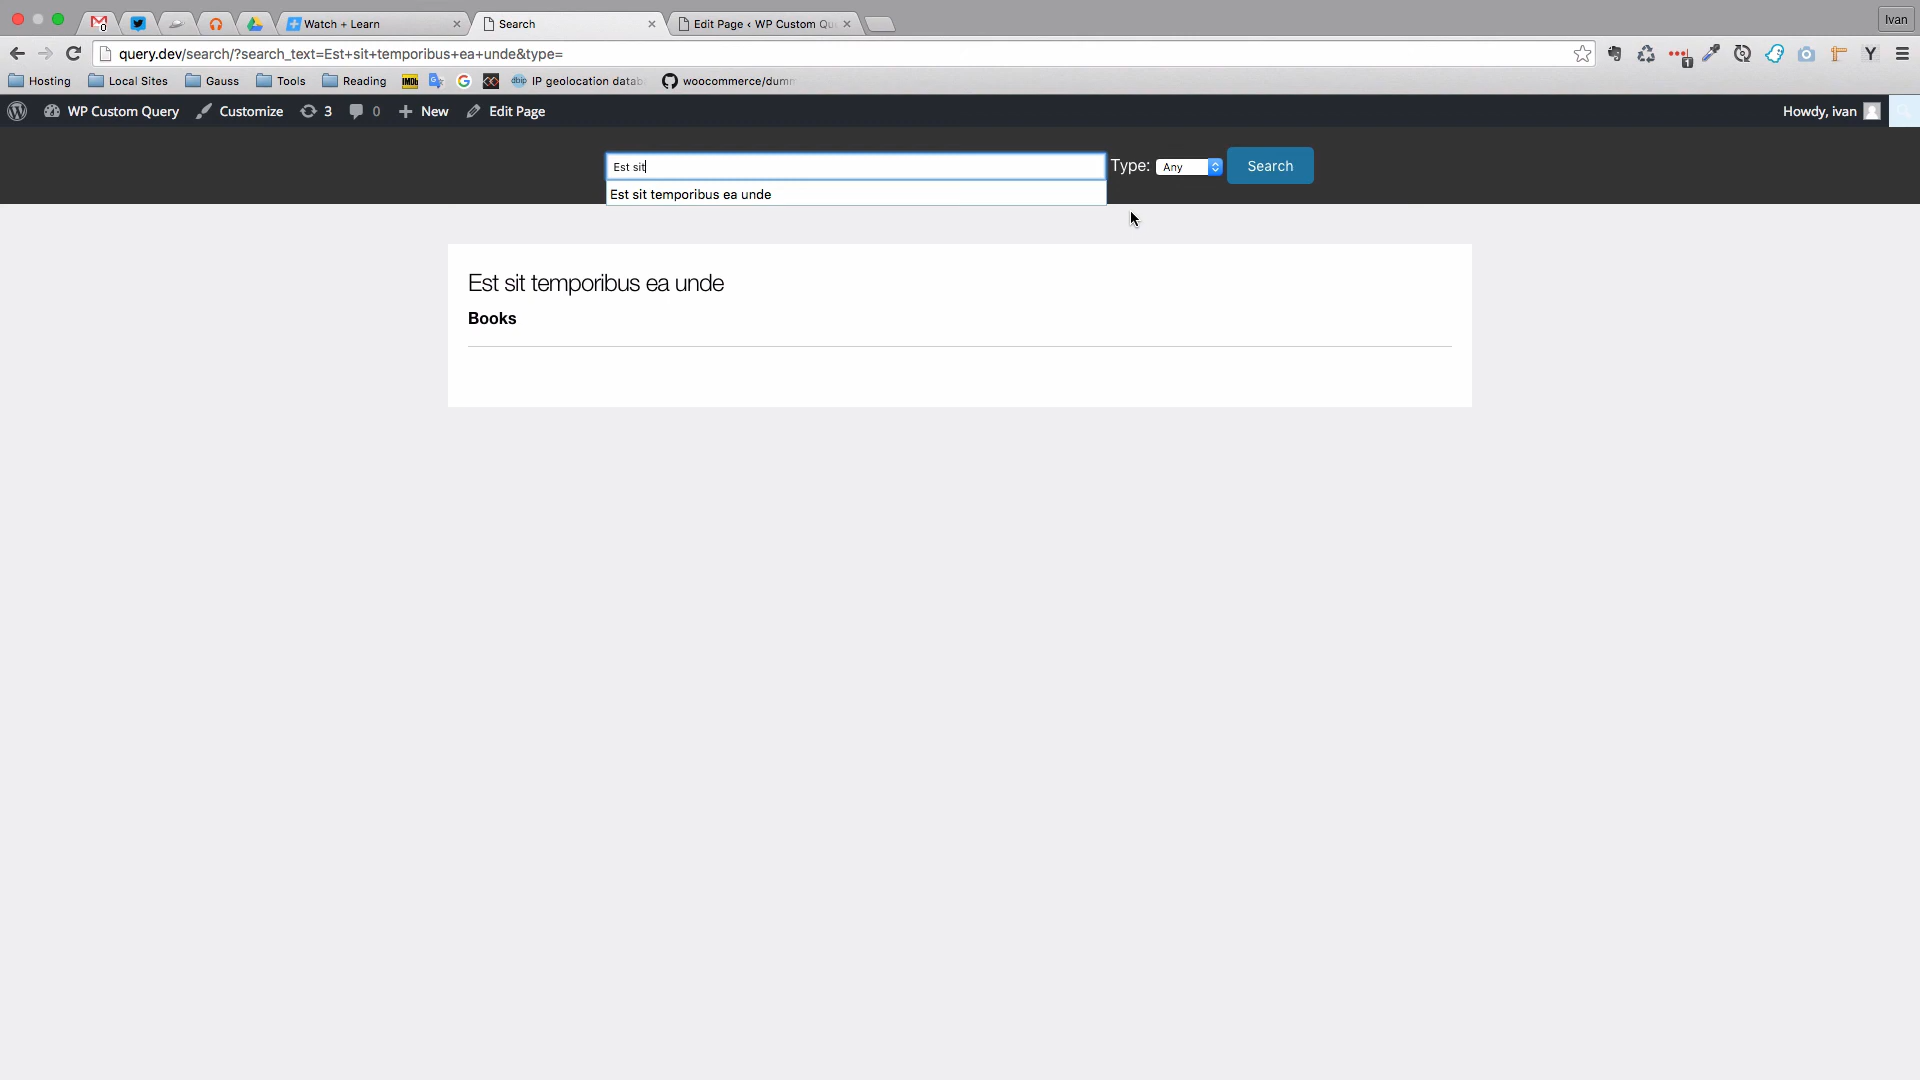 Watch + Learn
Search
Edit Page ‹ WP Custom Qu
Ivan
query.dev/search/?search_text=Est+sit+temporibus+ea+unde&type=
Hosting
Local Sites
Gauss
Tools
Reading
IMDb
IP geolocation datab
woocommerce/dumm
WP Custom Query
Customize
3
0
New
Edit Page
Howdy, ivan
Est sit
Type:
Any
Search
Est sit temporibus ea unde
Est sit temporibus ea unde
Books